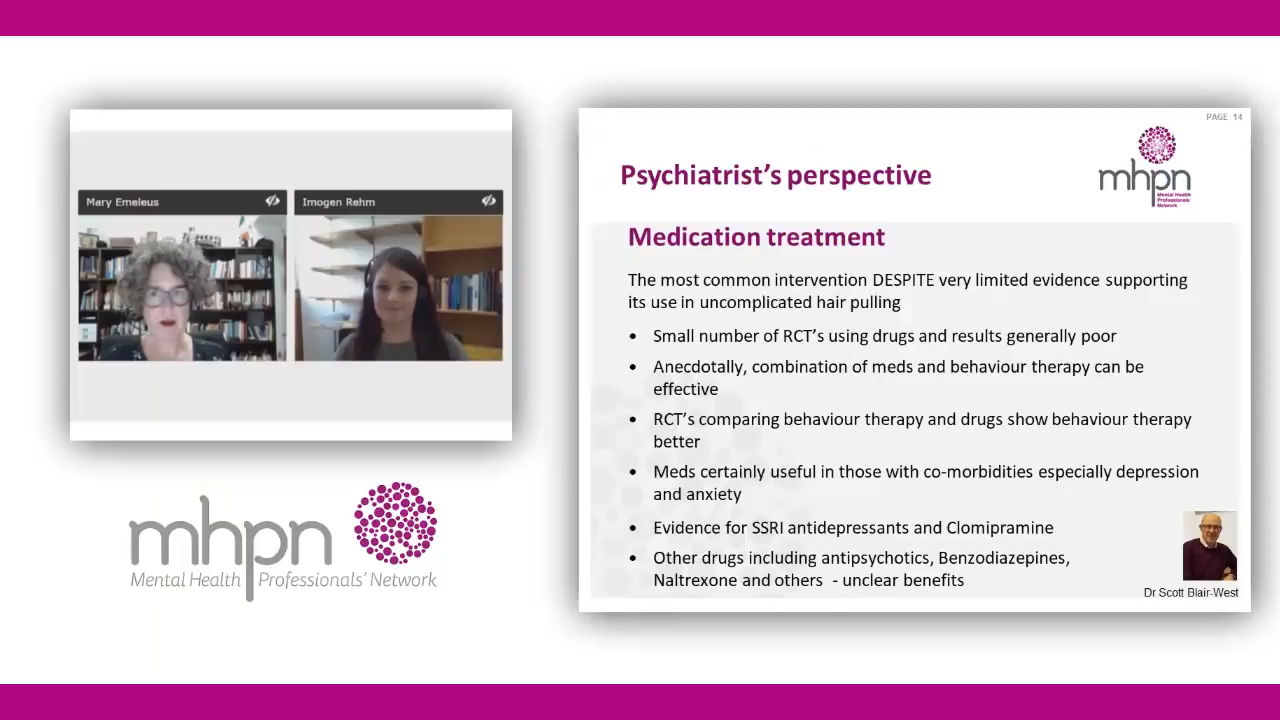 Mary Emeleus
Imogen Rehm
mhpn
Mental Health Professionals' Network
PAGE 14
mhpn
Mental Health
Professionals
Network
Psychiatrist's perspective
Medication treatment
The most common intervention DESPITE very limited evidence supporting
its use in uncomplicated hair pulling
• Small number of RCT's using drugs and results generally poor
• Anecdotally, combination of meds and behaviour therapy can be
effective
• RCT's comparing behaviour therapy and drugs show behaviour therapy
better
• Meds certainly useful in those with co-morbidities especially depression
and anxiety
• Evidence for SSRI antidepressants and Clomipramine
• Other drugs including antipsychotics, Benzodiazepines,
Naltrexone and others - unclear benefits
Dr Scott Blair-West